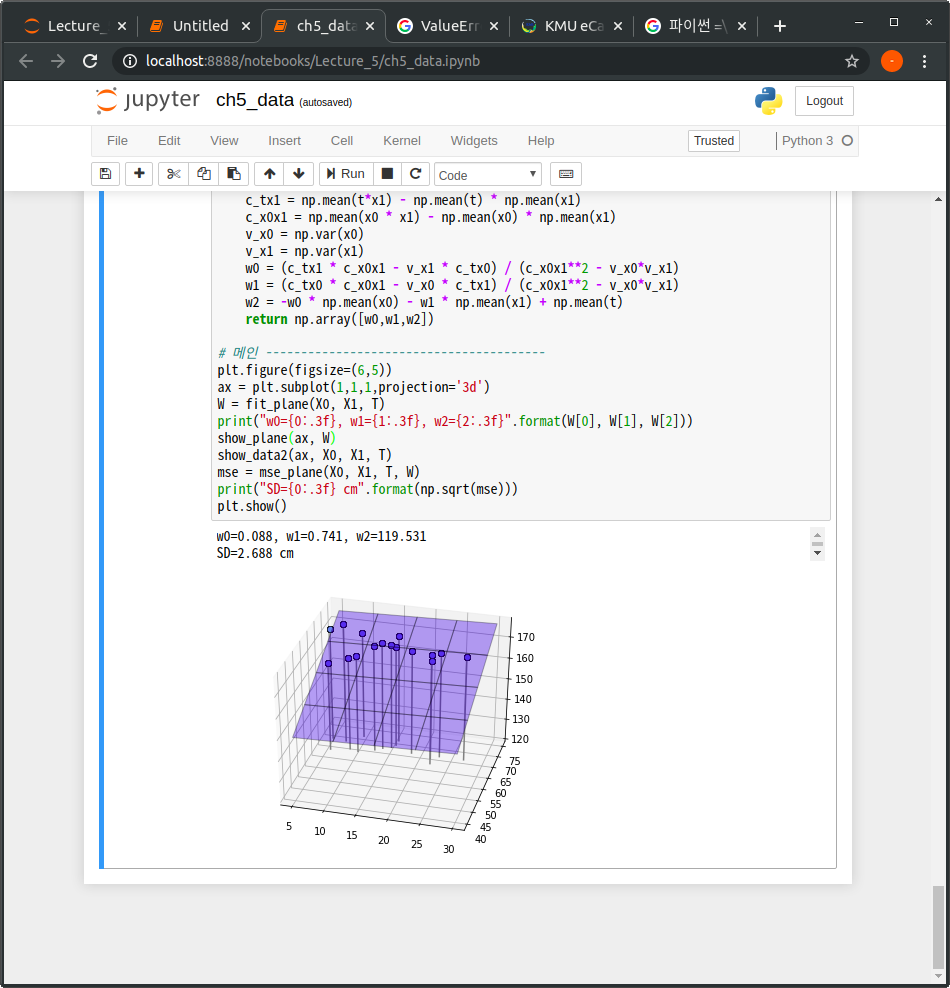 Lecture_
Untitled
ch5_data
ValueErr
KMU eCa
파이썬 =\
localhost:8888/notebooks/Lecture_5/ch5_data.ipynb
jupyter ch5_data (autosaved)
Logout
File Edit View Insert Cell Kernel Widgets Help
Trusted
Python 3
Run
Code
c_tx1 = np.mean(t*x1) - np.mean(t) * np.mean(x1)
c_x0x1 = np.mean(x0 * x1) - np.mean(x0) * np.mean(x1)
v_x0 = np.var(x0)
v_x1 = np.var(x1)
w0 = (c_tx1 * c_x0x1 - v_x1 * c_tx0) / (c_x0x1**2 - v_x0*v_x1)
w1 = (c_tx0 * c_x0x1 - v_x0 * c_tx1) / (c_x0x1**2 - v_x0*v_x1)
w2 = -w0 * np.mean(x0) - w1 * np.mean(x1) + np.mean(t)
return np.array([w0,w1,w2])
# 메인 ----------------------------------------
plt.figure(figsize=(6,5))
ax = plt.subplot(1,1,1,projection='3d')
W = fit_plane(X0, X1, T)
print("w0={0:.3f}, w1={1:.3f}, w2={2:.3f}".format(W[0], W[1], W[2]))
show_plane(ax, W)
show_data2(ax, X0, X1, T)
mse = mse_plane(X0, X1, T, W)
print("SD={0:.3f} cm".format(np.sqrt(mse)))
plt.show()
w0=0.088, w1=0.741, w2=119.531
SD=2.688 cm
170
160
150
140
130
120
75
70
65
60
55
50
45
40
5
10
15
20
25
30